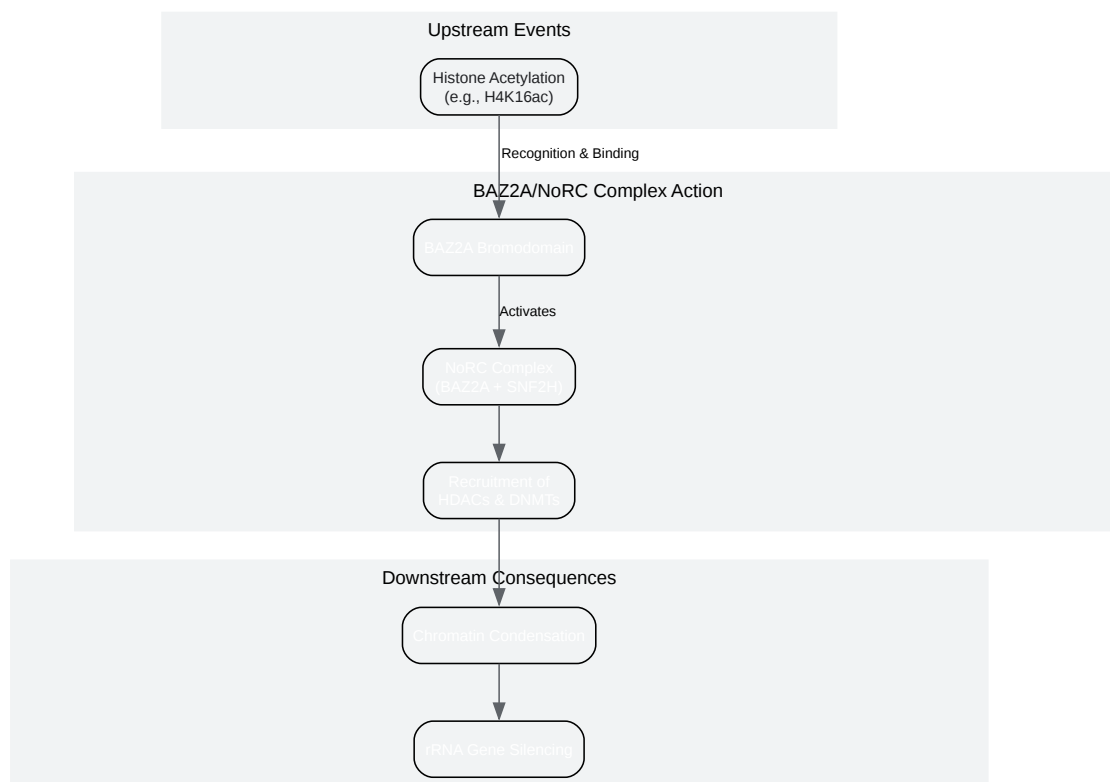 Upstream Events
Histone Acetylation
(e.g., H4K16ac)
Recognition & Binding
BAZ2A/NoRC Complex Action
BAZ2A Bromodomain
Activates
NoRC Complex
(BAZ2A + SNF2H)
Recruitment of
HDACs & DNMTs
Downstream Consequences
Chromatin Condensation
rRNA Gene Silencing